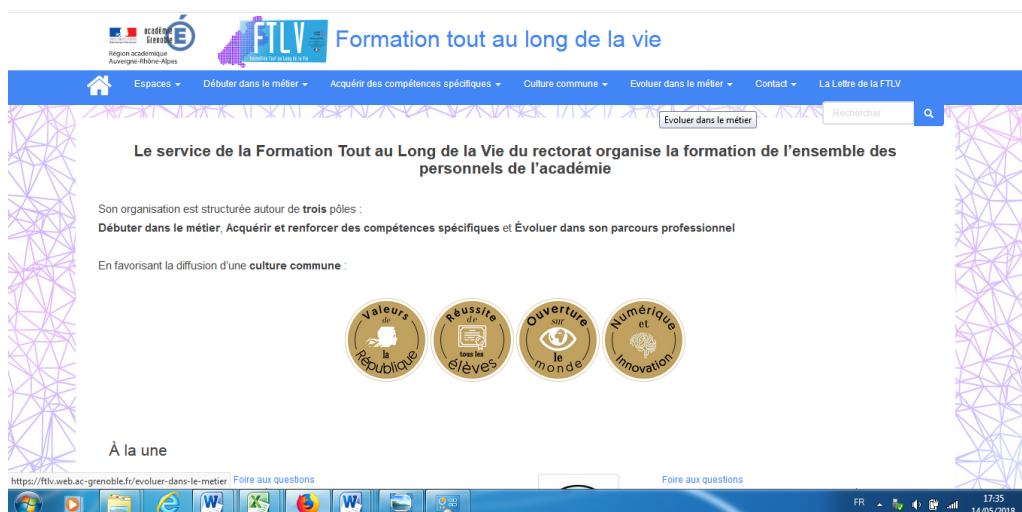 académie
Grenoble
Région académique
Auvergne-Rhône-Alpes
FTLV
Formation Tout au Long de la Vie
Formation tout au long de la vie
Espaces
Débuter dans le métier
Acquérir des compétences spécifiques
Culture commune
Evoluer dans le métier
Contact
La Lettre de la FTLV
Rechercher
Evoluer dans le métier
Le service de la Formation Tout au Long de la Vie du rectorat organise la formation de l'ensemble des
personnels de l'académie
Son organisation est structurée autour de trois pôles :
Débuter dans le métier, Acquérir et renforcer des compétences spécifiques et Évoluer dans son parcours professionnel
En favorisant la diffusion d'une culture commune :
Valeurs
de
la
République
Réussite
de
tous les
élèves
Ouverture
sur
le
monde
Numérique
et
Innovation
À la une
https://ftlv.web.ac-grenoble.fr/evoluer-dans-le-metier
Foire aux questions
Foire aux questions
FR
17:35
14/05/2018